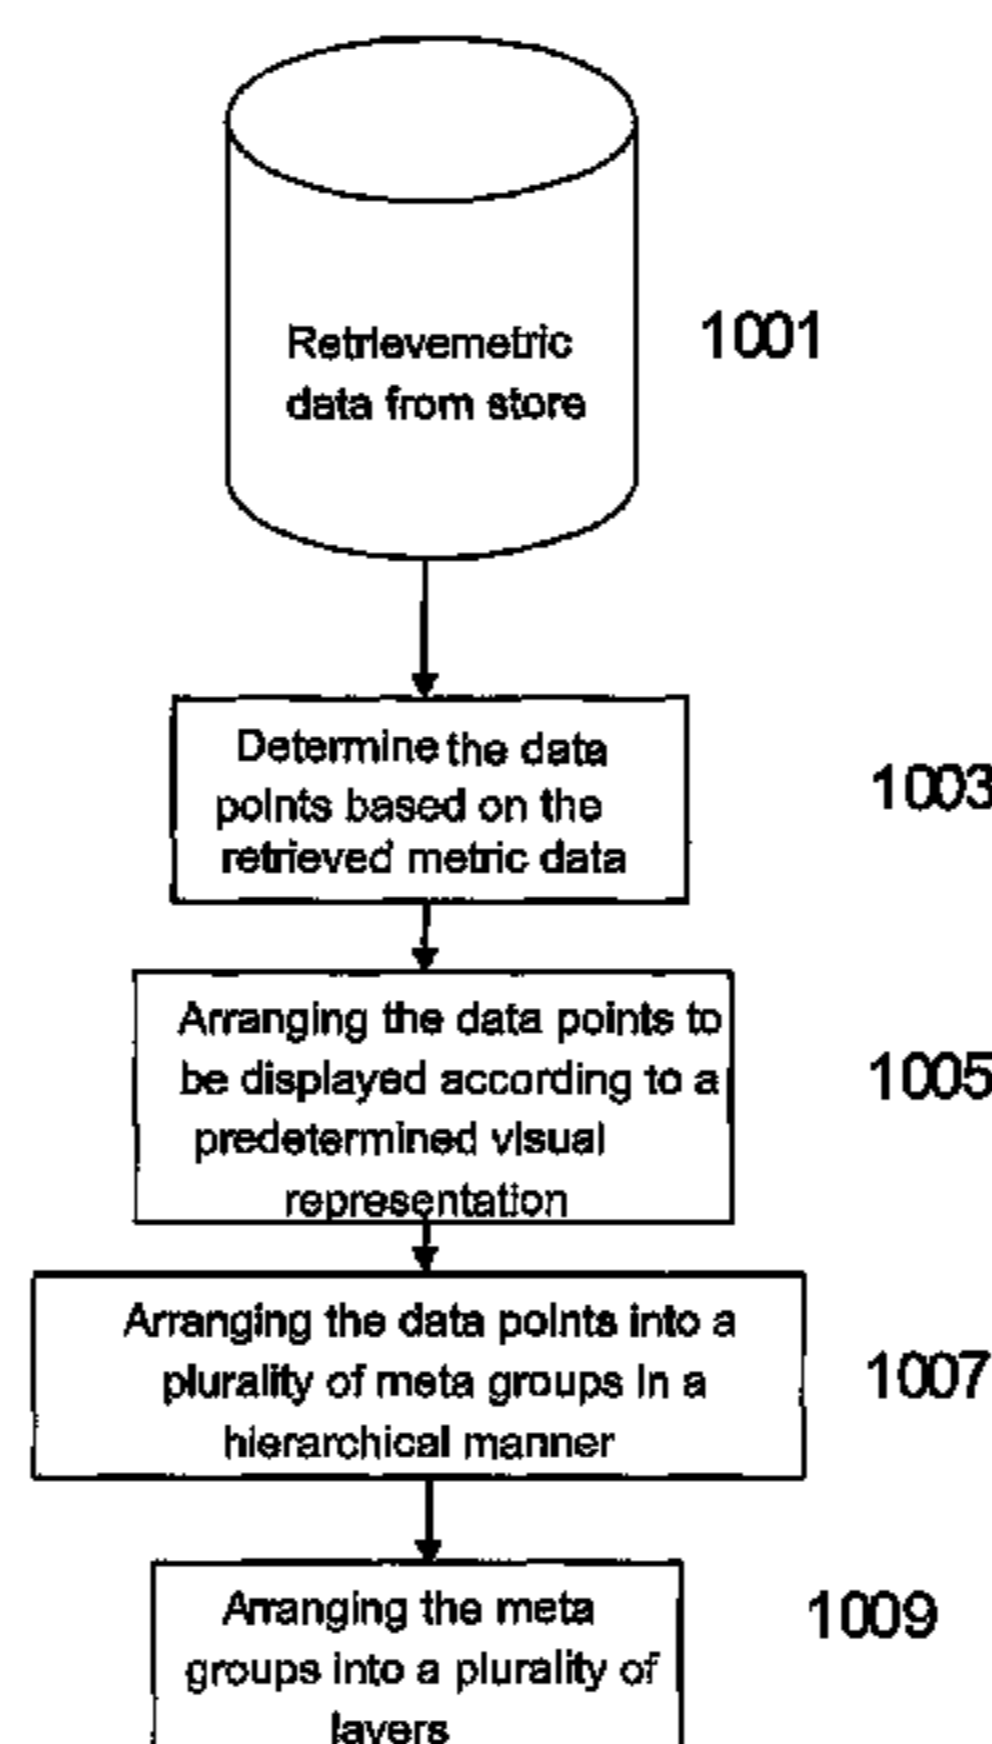 Retrievemetric
data from store
1001
Determine the data
points based on the
retrieved metric data
1003
Arranging the data points to
be displayed according to a
predetermined visual
representation
1005
Arranging the data points into a
plurality of meta groups in a
hierarchical manner
1007
Arranging the meta
groups into a plurality of
layers
1009